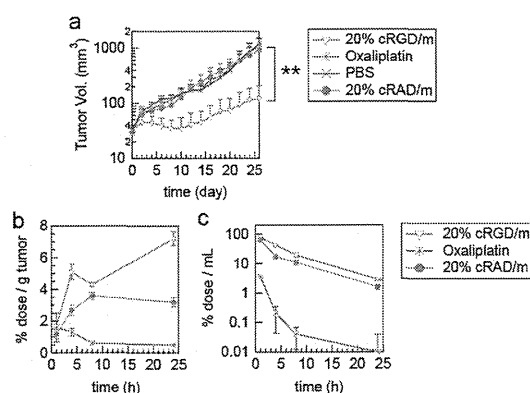 a
Tumor Vol. (mm³)
1000
2
100
2
10
0 5 10 15 20 25
time (day)
**
20% cRGD/m
Oxaliplatin
PBS
20% cRAD/m
b
% dose / g tumor
8
6
4
2
0
0 5 10 15 20 25
time (h)
c
% dose / mL
100
10
1
0.1
0.01
0 5 10 15 20 25
time (h)
20% cRGD/m
Oxaliplatin
20% cRAD/m